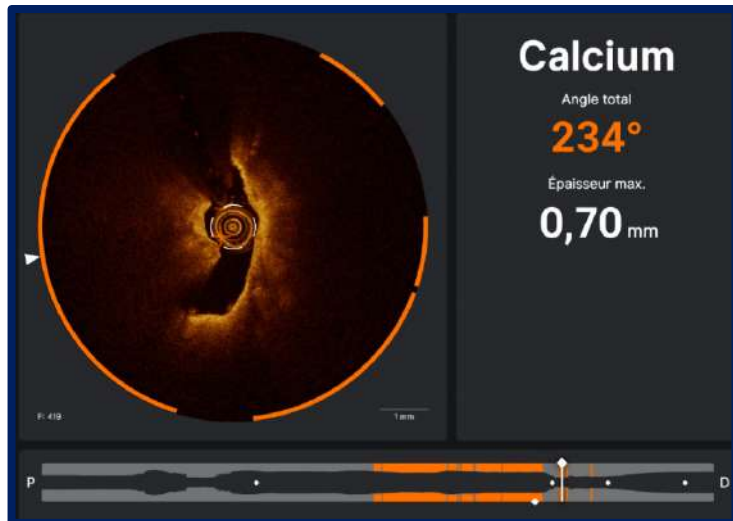 Calcium
Angle total
234°
Épaisseur max.
0,70 mm
F: 419
1 mm
P
D